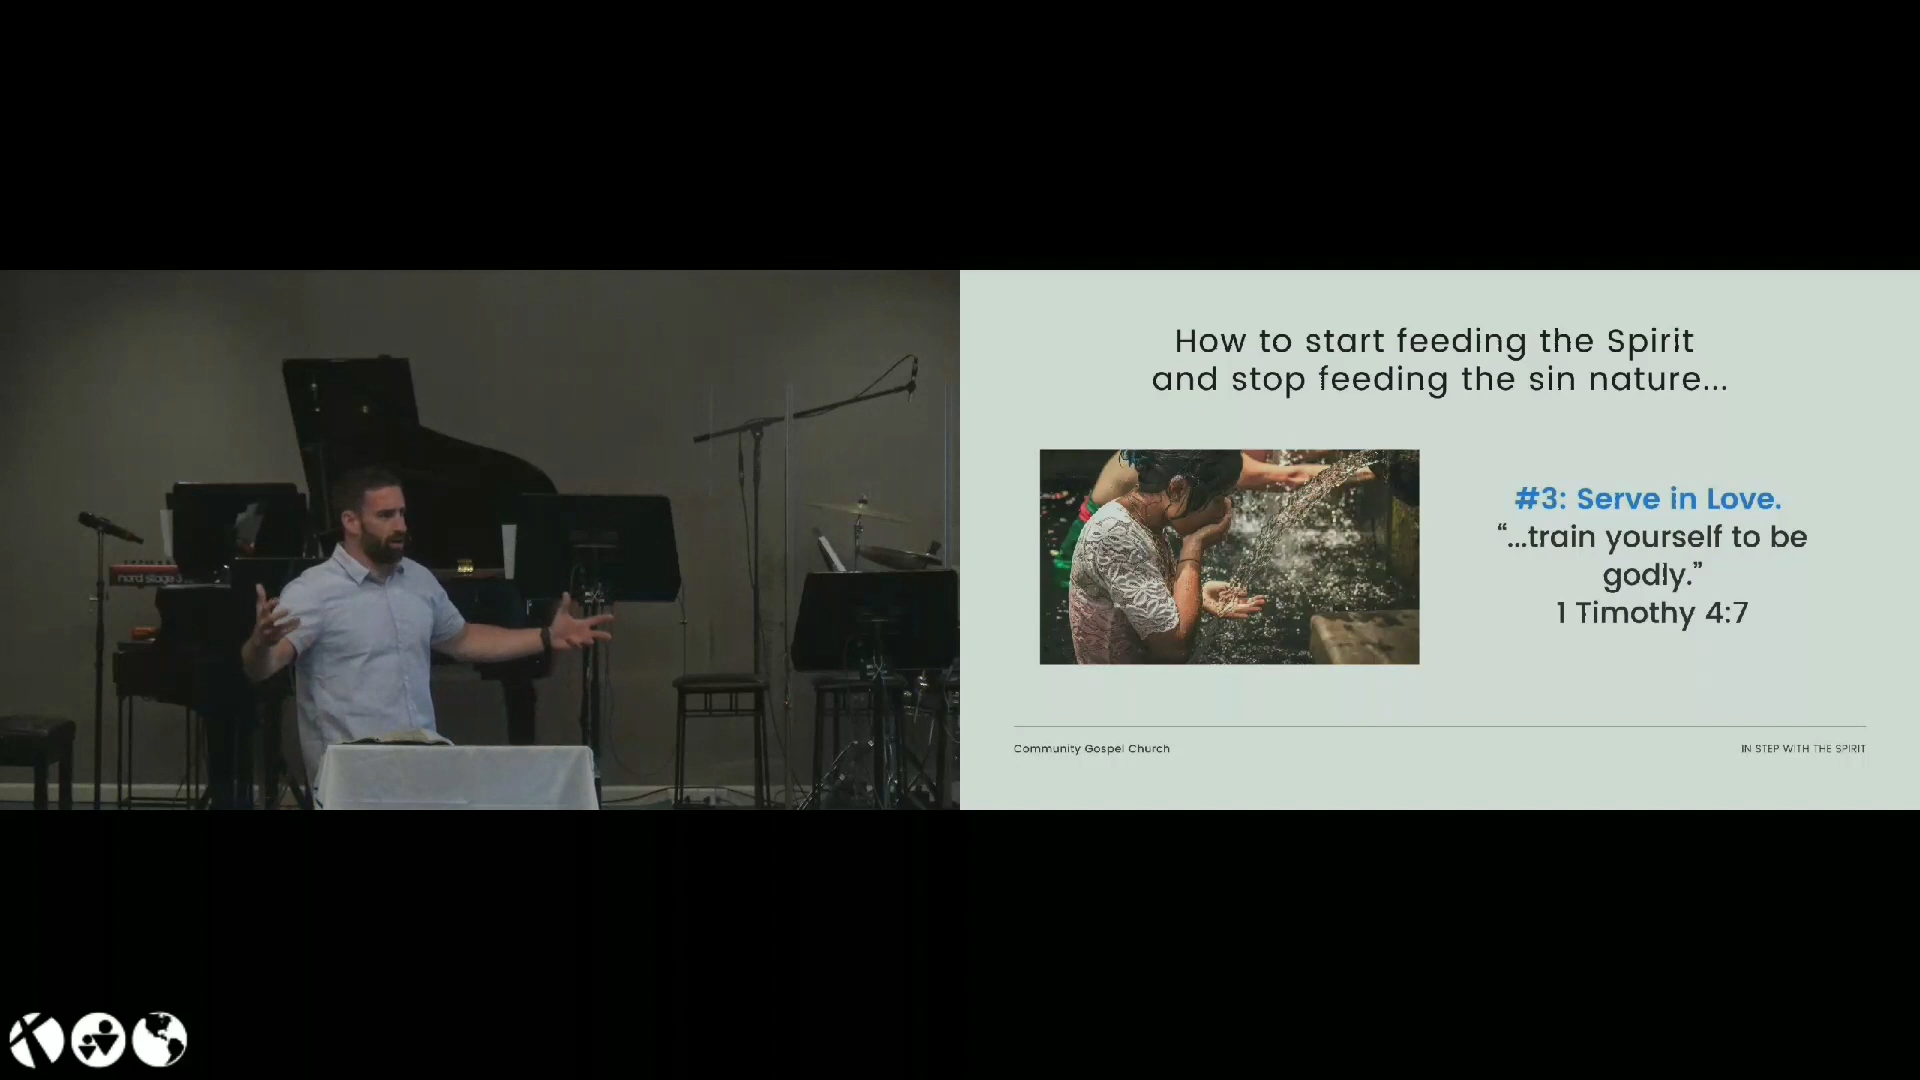 How to start feeding the Spirit
and stop feeding the sin nature...
#3: Serve in Love.
“...train yourself to be
godly.”
1 Timothy 4:7
Community Gospel Church
IN STEP WITH THE SPIRIT
nord stage 3